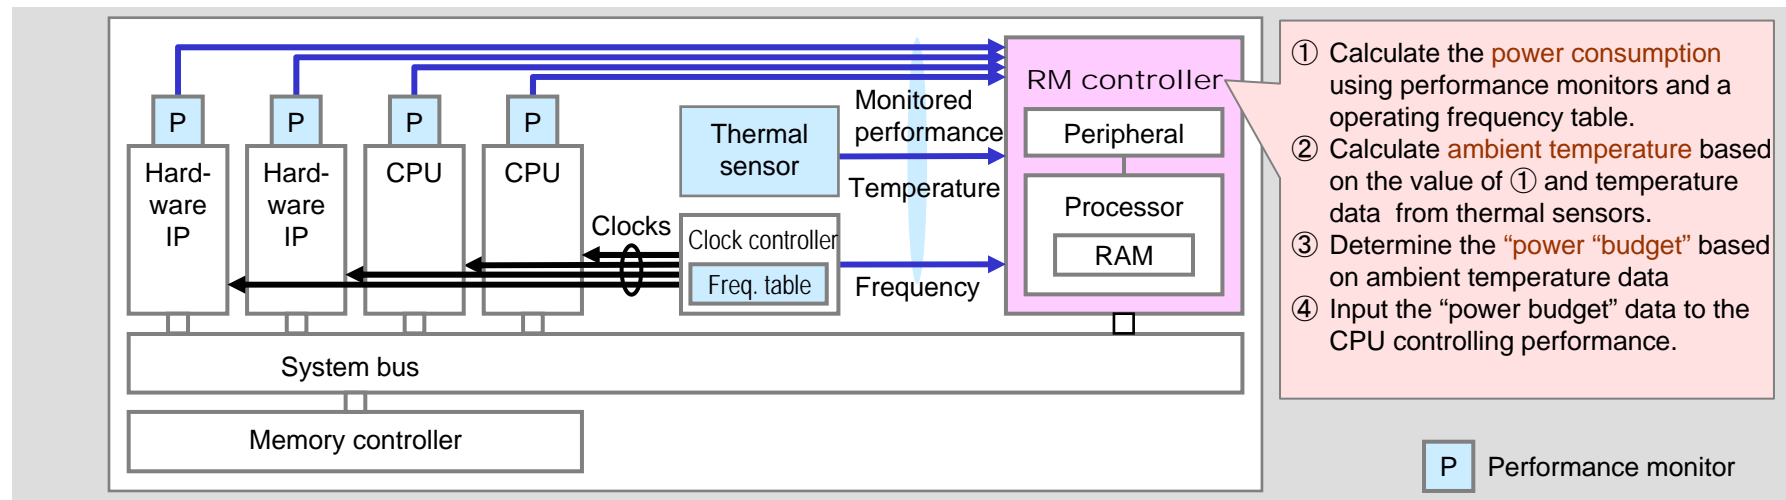 P
P
P
P
Hard-
ware
IP
Hard-
ware
IP
CPU
CPU
Clocks
Thermal
sensor
Clock controller
Freq. table
Monitored
performance
Temperature
Frequency
RM controller
Peripheral
Processor
RAM
System bus
Memory controller
① Calculate the power consumption
using performance monitors and a
operating frequency table.
② Calculate ambient temperature based
on the value of ① and temperature
data from thermal sensors.
③ Determine the “power “budget” based
on ambient temperature data
④ Input the “power budget” data to the
CPU controlling performance.
P Performance monitor